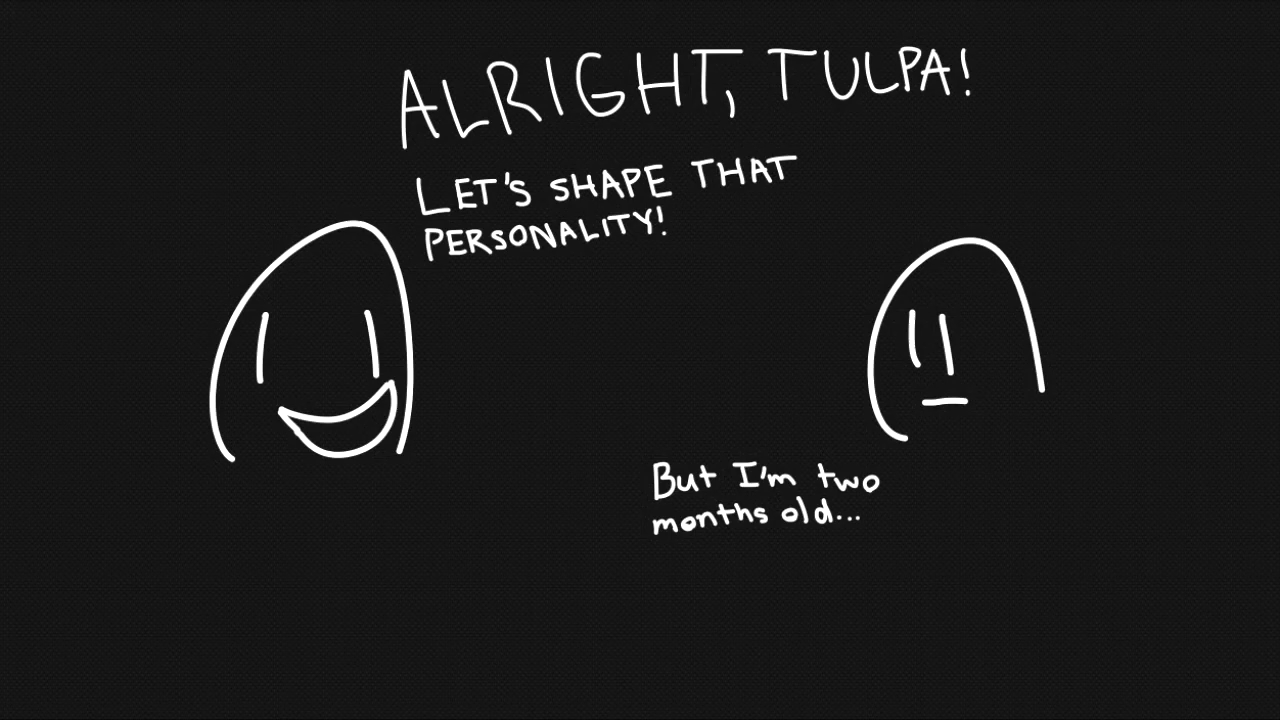 ALRIGHT, TULPA!
LET'S SHAPE THAT
PERSONALITY!
But I'm two
months old...